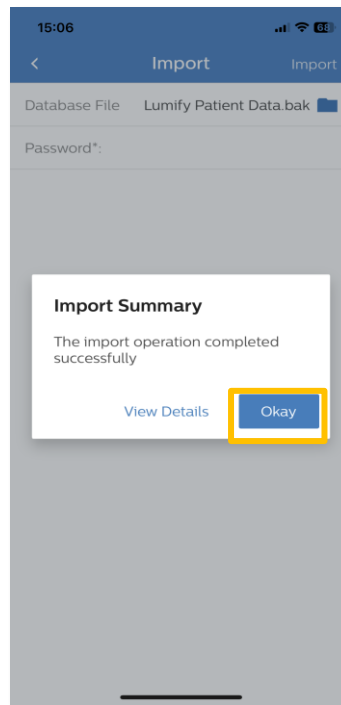 15:06
68
Import Import
Database File Lumify Patient Data.bak
Password*:
Import Summary
The import operation completed
successfully
View Details Okay